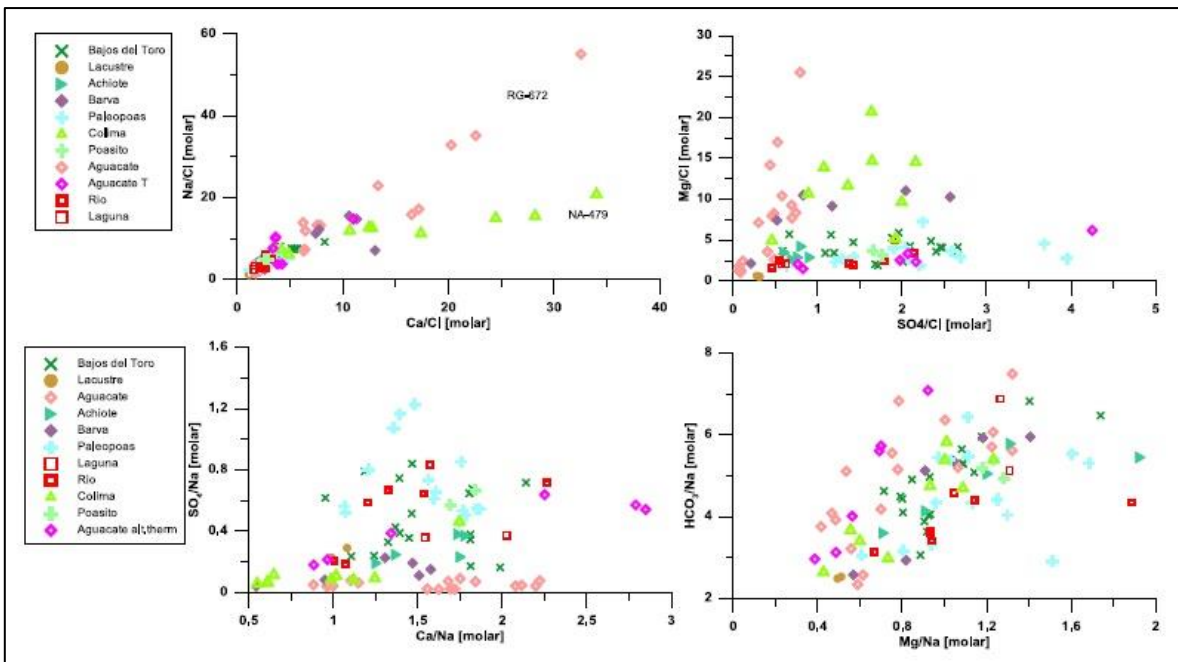 Bajos del Toro
Lacustre
Achiote
Barva
Paleopoas
Colima
Poasito
Aguacate
Aguacate T
Rio
Laguna
Na/Cl [molar]
60
40
20
0
RG-672
NA-479
0 10 20 30 40
Ca/Cl [molar]
Mg/Cl [molar]
30
25
20
15
10
5
0
0 1 2 3 4 5
SO4/Cl [molar]
Bajos del Toro
Lacustre
Aguacate
Achiote
Barva
Paleopoas
Laguna
Rio
Colima
Poasito
Aguacate alt,therm
SO₄/Na [molar]
1,6
1,2
0,8
0,4
0
0,5 1 1,5 2 2,5 3
Ca/Na [molar]
HCO₃/Na [molar]
8
6
4
2
0 0,4 0,8 1,2 1,6 2
Mg/Na [molar]